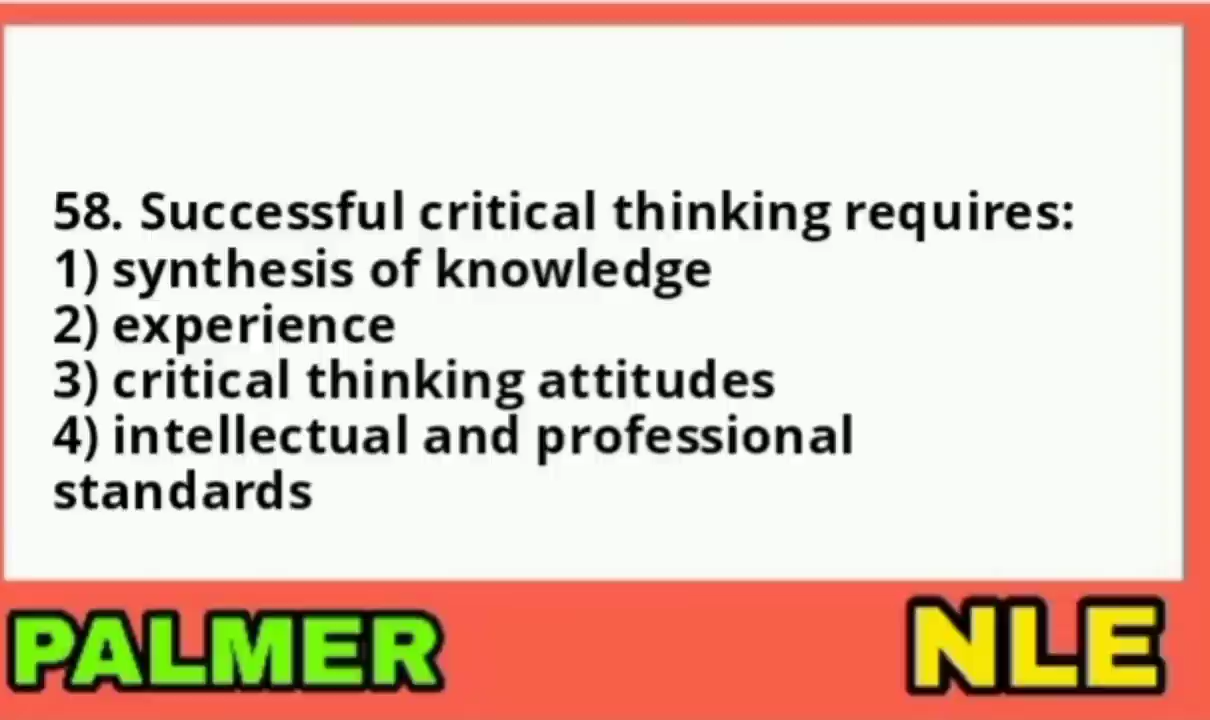 58. Successful critical thinking requires:
1) synthesis of knowledge
2) experience
3) critical thinking attitudes
4) intellectual and professional
standards
PALMER
NLE